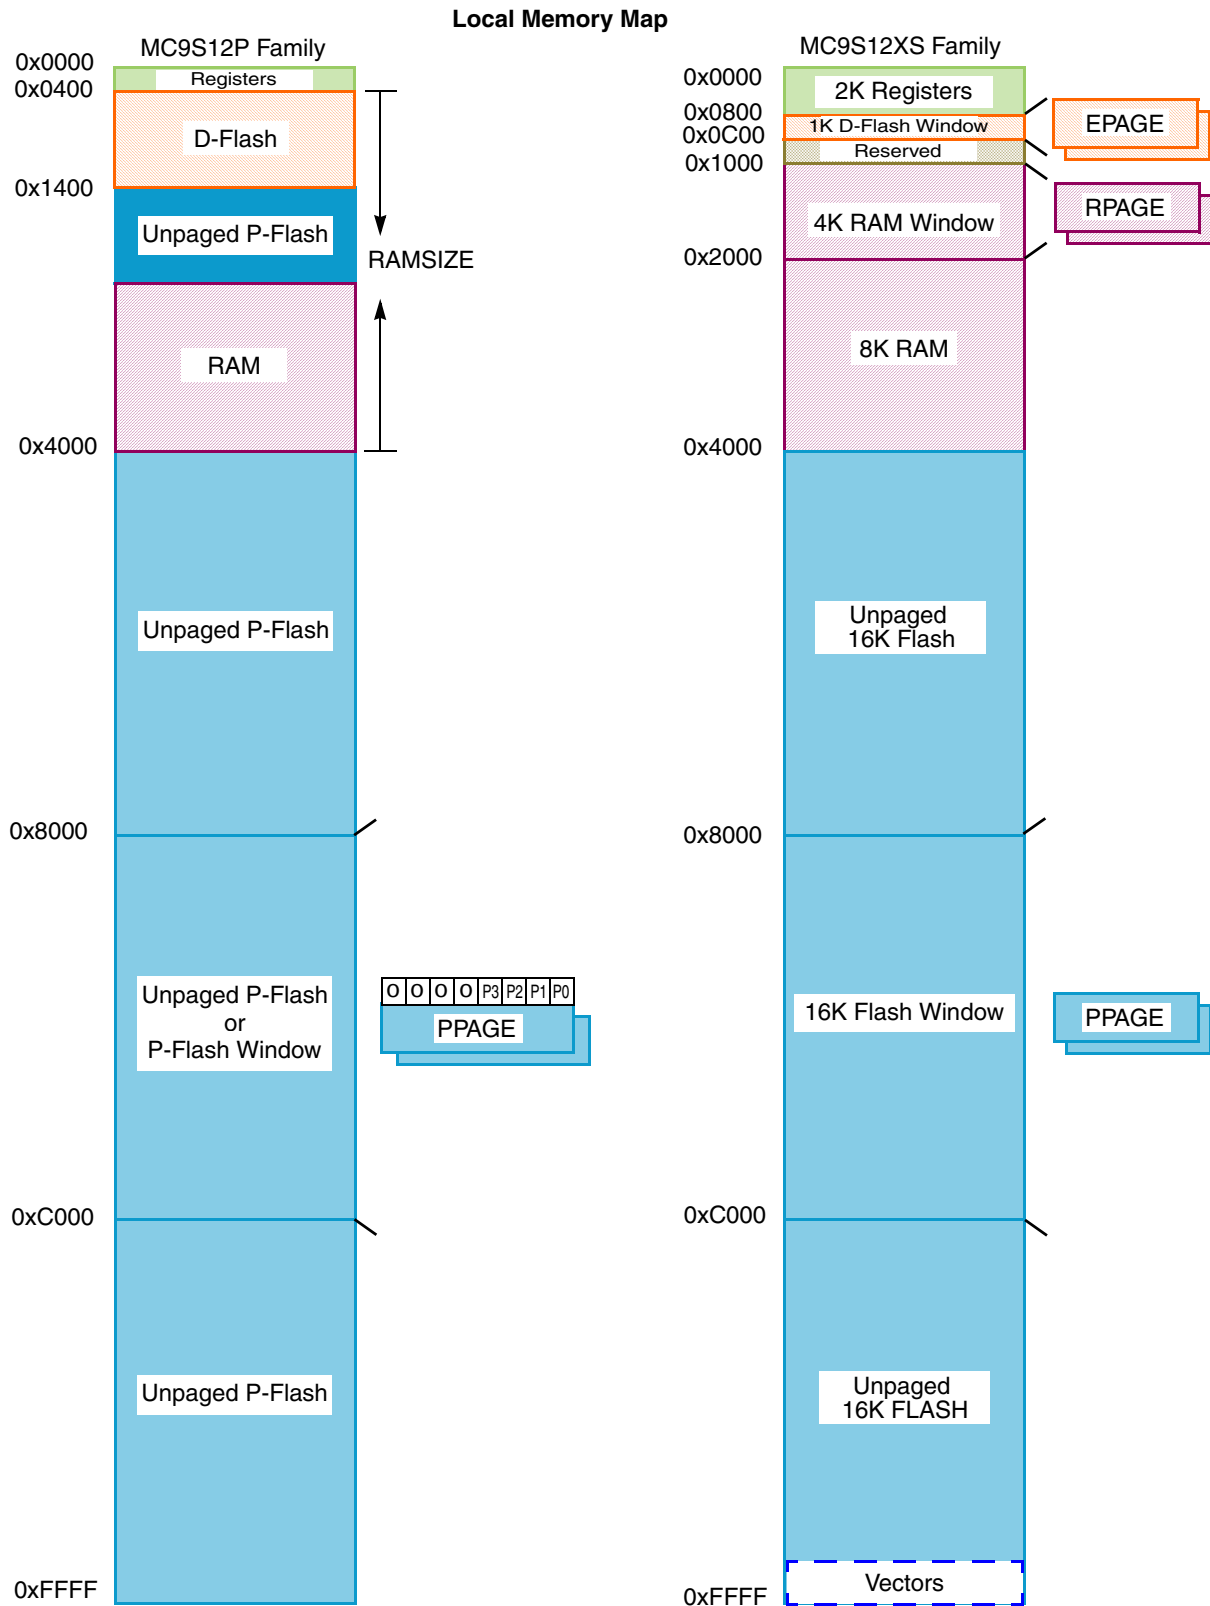 Local Memory Map
MC9S12P Family
0x0000
Registers
0x0400
D-Flash
0x1400
Unpaged P-Flash
RAMSIZE
RAM
0x4000
Unpaged P-Flash
0x8000
Unpaged P-Flash
or
P-Flash Window
0 0 0 0 P3 P2 P1 P0
PPAGE
0xC000
Unpaged P-Flash
0xFFFF
MC9S12XS Family
0x0000
2K Registers
0x0800
1K D-Flash Window
EPAGE
0x0C00
Reserved
0x1000
RPAGE
4K RAM Window
0x2000
8K RAM
0x4000
Unpaged
16K Flash
0x8000
16K Flash Window
PPAGE
0xC000
Unpaged
16K FLASH
Vectors
0xFFFF